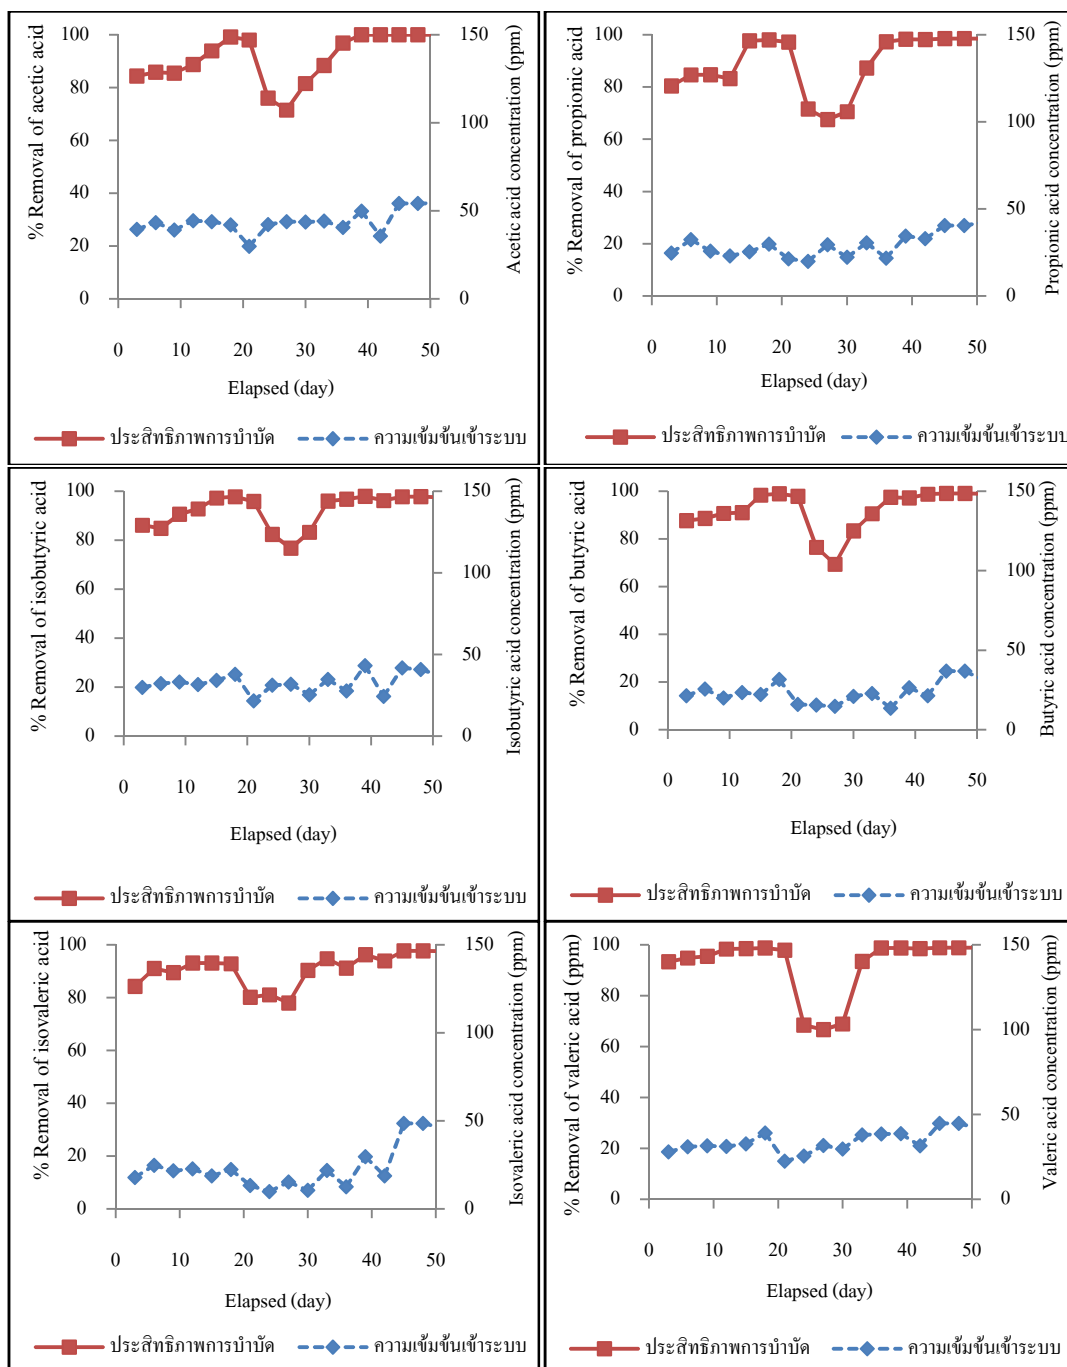 % Removal of acetic acid
100
80
60
40
20
0
150
100
50
0
Acetic acid concentration (ppm)
0 10 20 30 40 50
Elapsed (day)
ประสิทธิภาพการบำบัด ความเข้มข้นเข้าระบบ
% Removal of propionic acid
100
80
60
40
20
0
150
100
50
0
Propionic acid concentration (ppm)
0 10 20 30 40 50
Elapsed (day)
ประสิทธิภาพการบำบัด ความเข้มข้นเข้าระบบ
% Removal of isobutyric acid
100
80
60
40
20
0
150
100
50
0
Isobutyric acid concentration (ppm)
0 10 20 30 40 50
Elapsed (day)
ประสิทธิภาพการบำบัด ความเข้มข้นเข้าระบบ
% Removal of butyric acid
100
80
60
40
20
0
150
100
50
0
Butyric acid concentration (ppm)
0 10 20 30 40 50
Elapsed (day)
ประสิทธิภาพการบำบัด ความเข้มข้นเข้าระบบ
% Removal of isovaleric acid
100
80
60
40
20
0
150
100
50
0
Isovaleric acid concentration (ppm)
0 10 20 30 40 50
Elapsed (day)
ประสิทธิภาพการบำบัด ความเข้มข้นเข้าระบบ
% Removal of valeric acid (ppm)
100
80
60
40
20
0
150
100
50
0
Valeric acid concentration (ppm)
0 10 20 30 40 50
Elapsed (day)
ประสิทธิภาพการบำบัด ความเข้มข้นเข้าระบบ